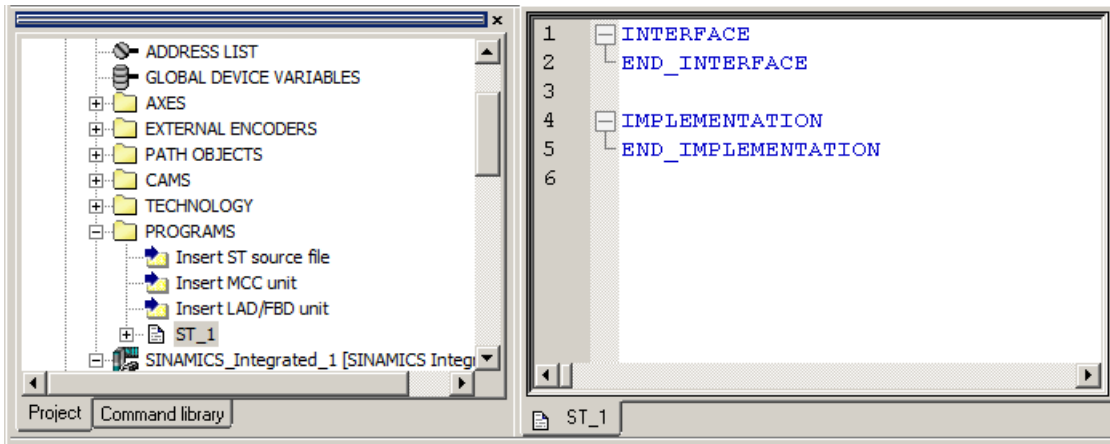 ADDRESS LIST
GLOBAL DEVICE VARIABLES
AXES
EXTERNAL ENCODERS
PATH OBJECTS
CAMS
TECHNOLOGY
PROGRAMS
Insert ST source file
Insert MCC unit
Insert LAD/FBD unit
ST_1
SINAMICS_Integrated_1 [SINAMICS Integr
Project
Command library
1 INTERFACE
2 END_INTERFACE
3
4 IMPLEMENTATION
5 END_IMPLEMENTATION
6
ST_1